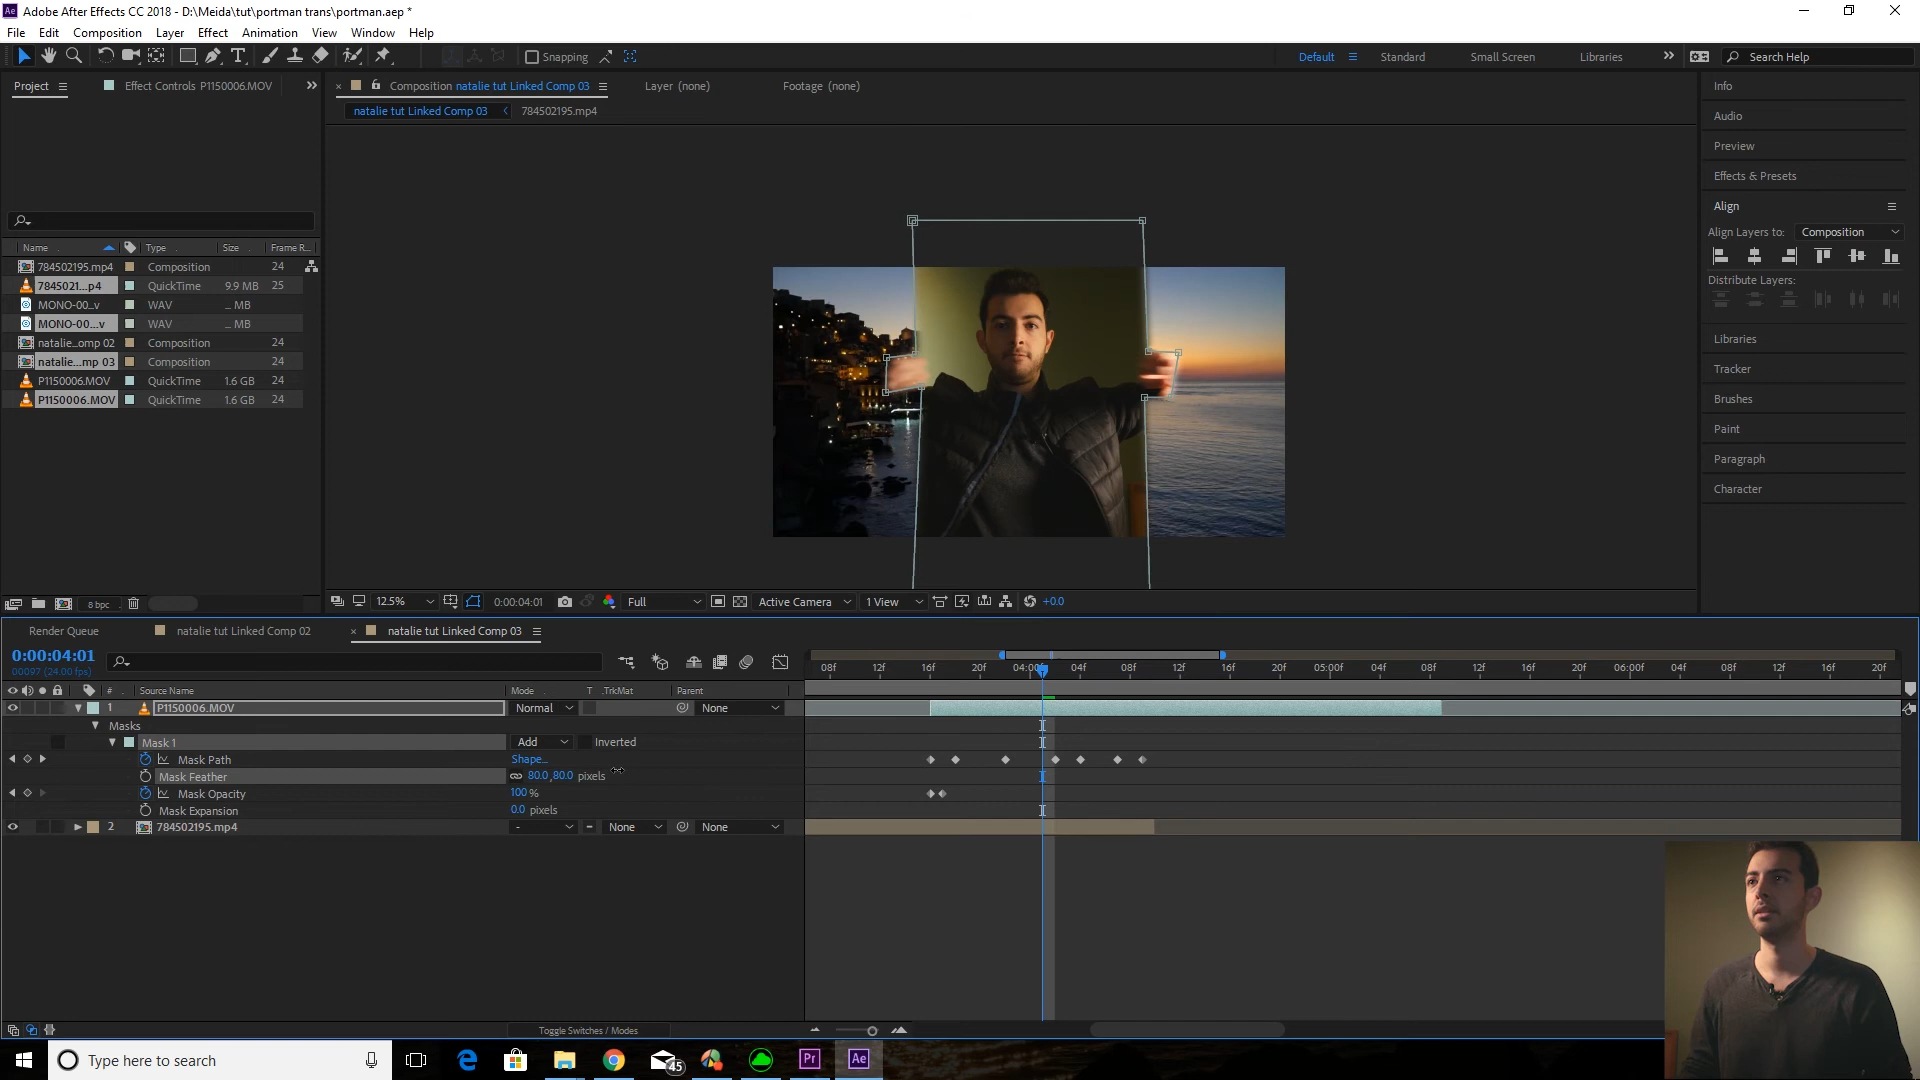 Adobe After Effects CC 2018 - D:\Meida\tut\portman trans\portman.aep *
File Edit Composition Layer Effect Animation View Window Help
Snapping Default Standard Small Screen Libraries Search Help
Project Effect Controls P1150006.MOV Composition natalie tut Linked Comp 03 Layer (none) Footage (none) Info
natalie tut Linked Comp 03 784502195.mp4
Audio
Preview
Effects & Presets
Align
Align Layers to: Composition
Distribute Layers:
Libraries
Tracker
Brushes
Paint
Paragraph
Character
Name Type Size Frame R...
784502195.mp4 Composition 24
7845021...p4 QuickTime 9.9 MB 25
MONO-00...v WAV ... MB
MONO-00...v WAV ... MB
natalie...omp 02 Composition 24
natalie...mp 03 Composition 24
P1150006.MOV QuickTime 1.6 GB 24
P1150006.MOV QuickTime 1.6 GB 24
8 bpc 12.5% 0:00:04:01 Full Active Camera 1 View +0.0
Render Queue natalie tut Linked Comp 02 natalie tut Linked Comp 03
0:00:04:01
00097 (24.00 fps)
08f 12f 16f 20f 04:00f 04f 08f 12f 16f 20f 05:00f 04f 08f 12f 16f 20f 06:00f 04f 08f 12f 16f 20f
# Source Name Mode T .TrkMat Parent
1 P1150006.MOV Normal None
Masks
Mask 1 Add Inverted
Mask Path Shape...
Mask Feather 80.0,80.0 pixels
Mask Opacity 100 %
Mask Expansion 0.0 pixels
2 784502195.mp4 - None None
Toggle Switches / Modes
Type here to search 45 Pr Ae